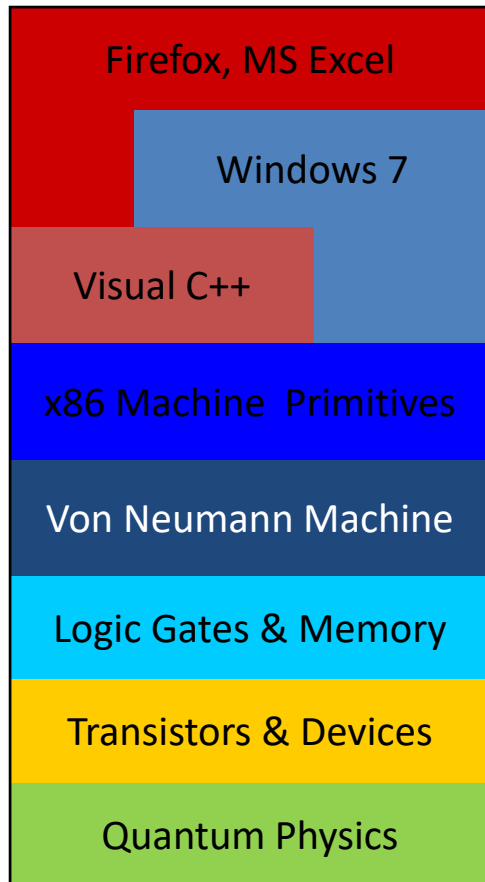 Firefox, MS Excel
Windows 7
Visual C++
x86 Machine  Primitives
Von Neumann Machine
Logic Gates & Memory
Transistors & Devices
Quantum Physics